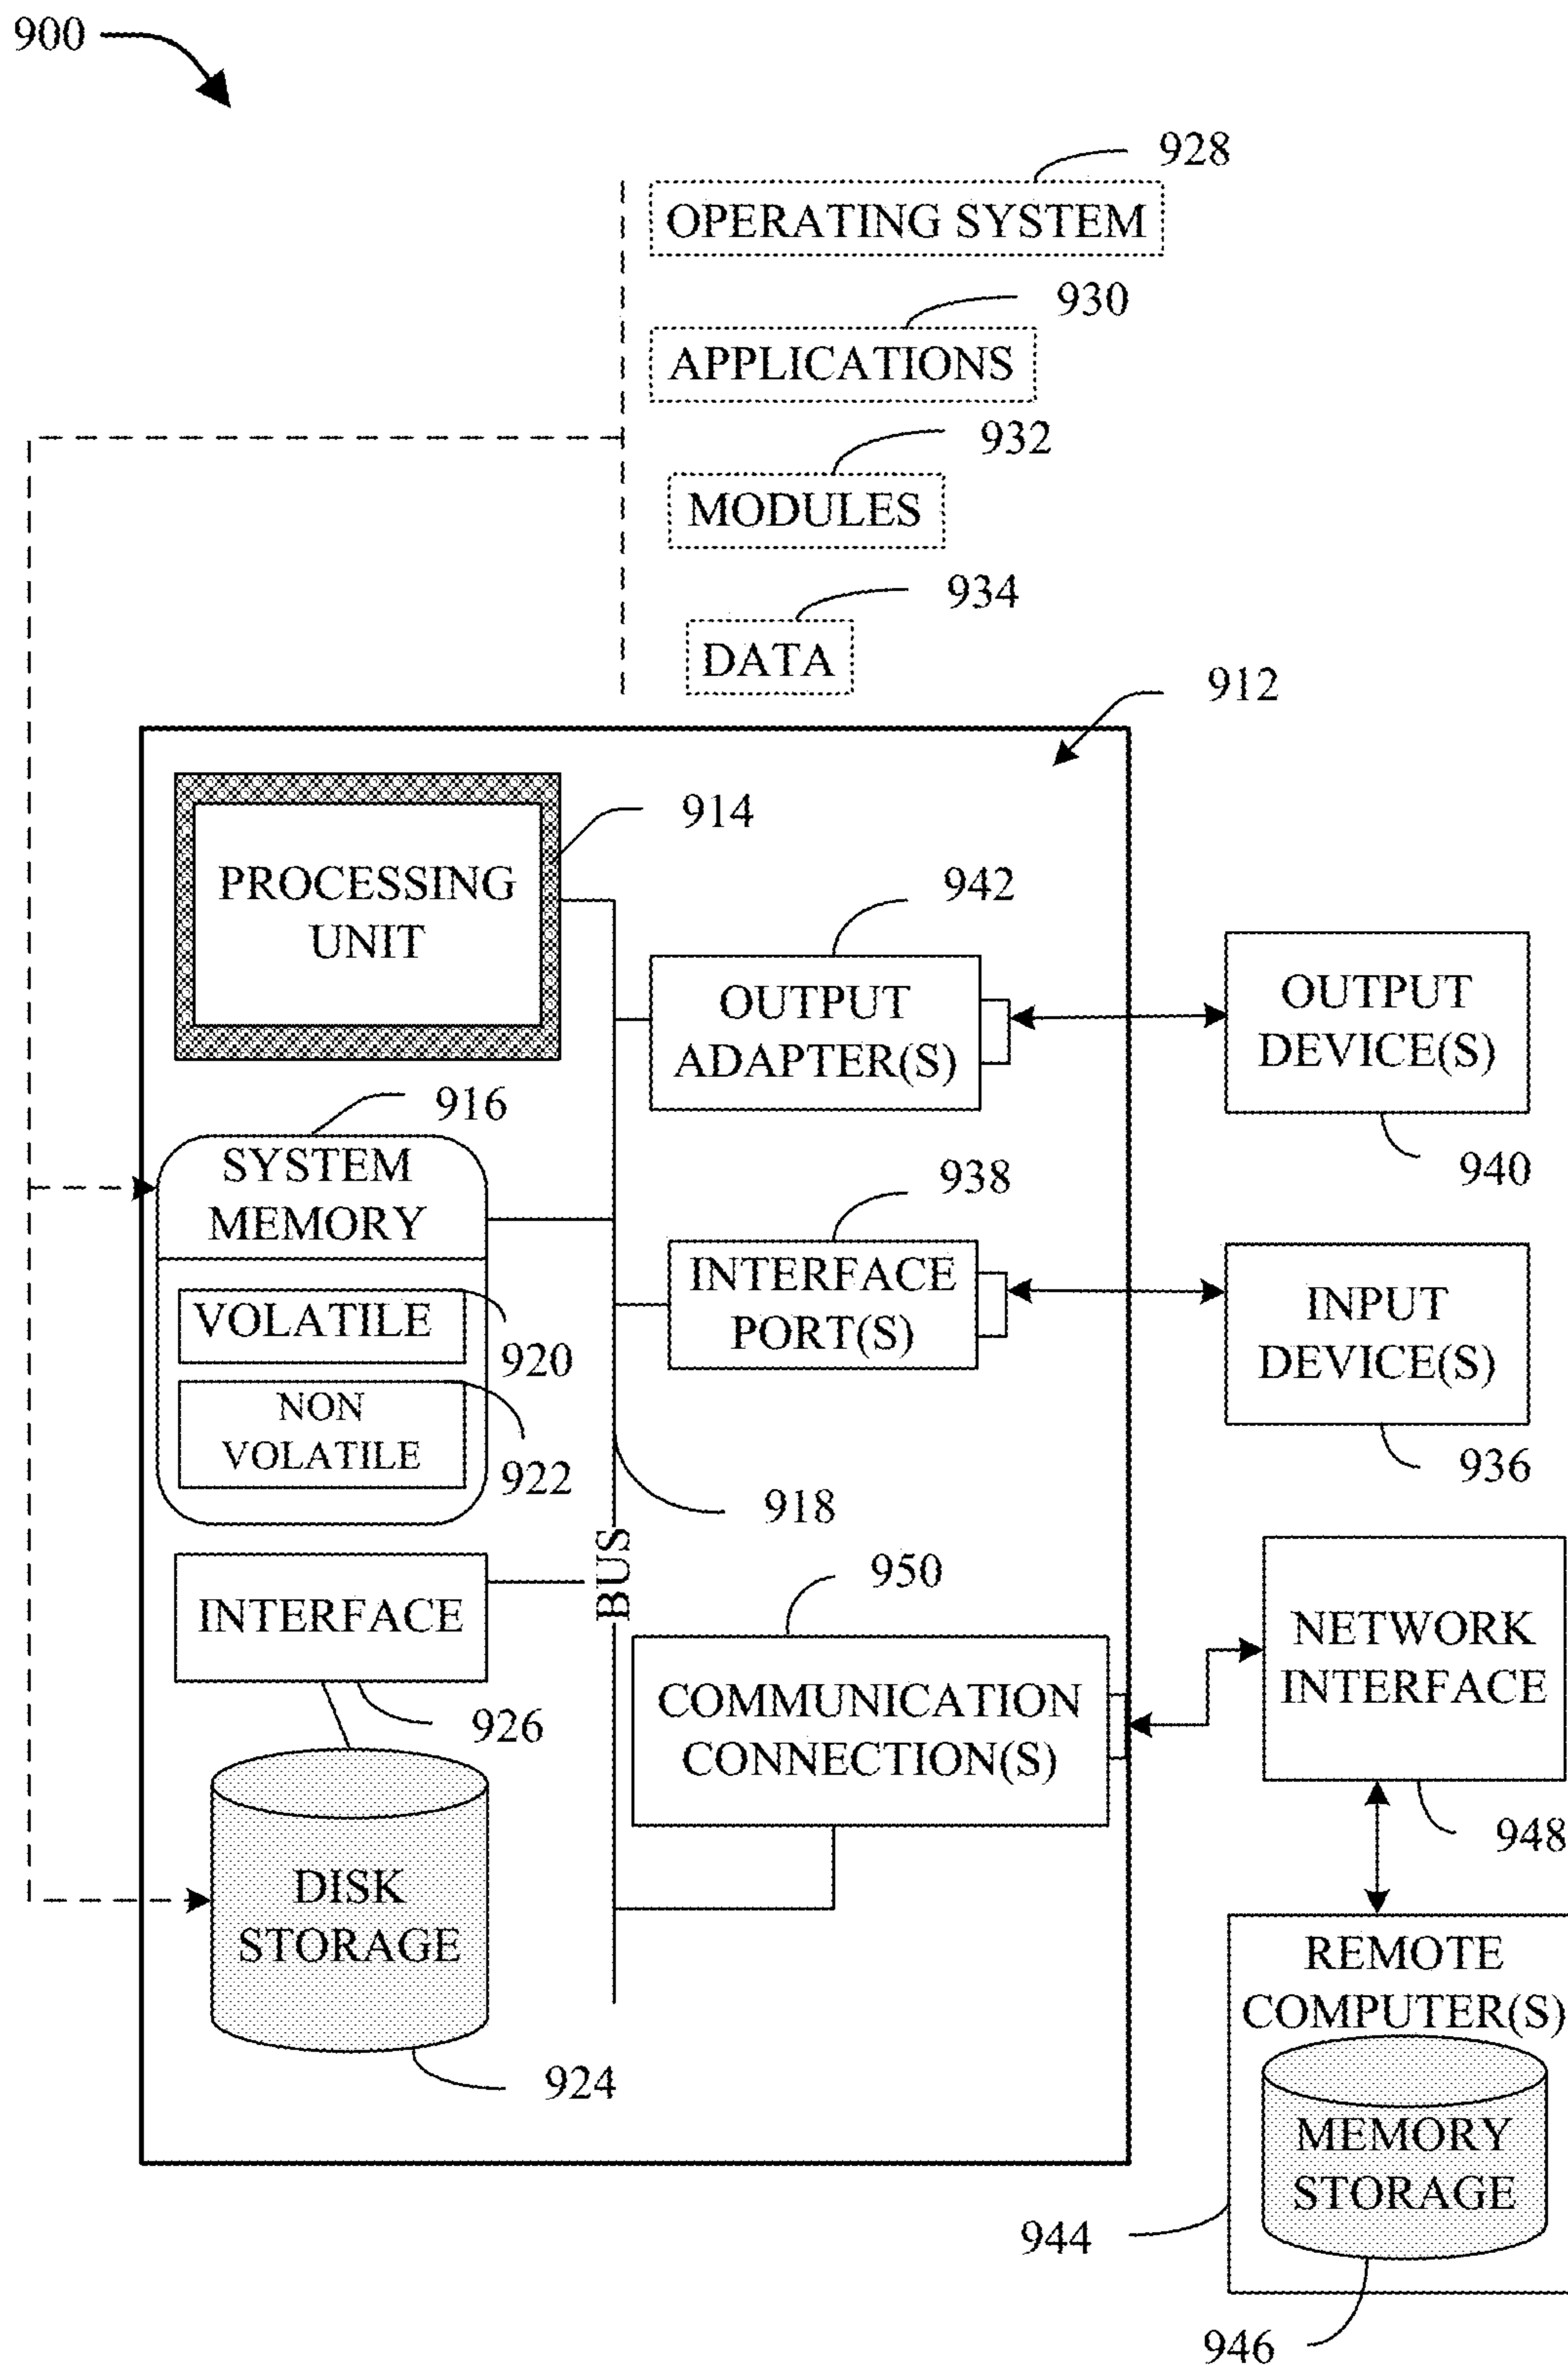 900
928
OPERATING SYSTEM
930
APPLICATIONS
932
MODULES
934
DATA
912
PROCESSING
UNIT
914
942
OUTPUT
ADAPTER(S)
OUTPUT
DEVICE(S)
940
916
SYSTEM
MEMORY
VOLATILE
920
NON
VOLATILE
922
938
INTERFACE
PORT(S)
INPUT
DEVICE(S)
936
918
BUS
INTERFACE
926
950
COMMUNICATION
CONNECTION(S)
NETWORK
INTERFACE
948
DISK
STORAGE
924
REMOTE
COMPUTER(S)
MEMORY
STORAGE
944
946